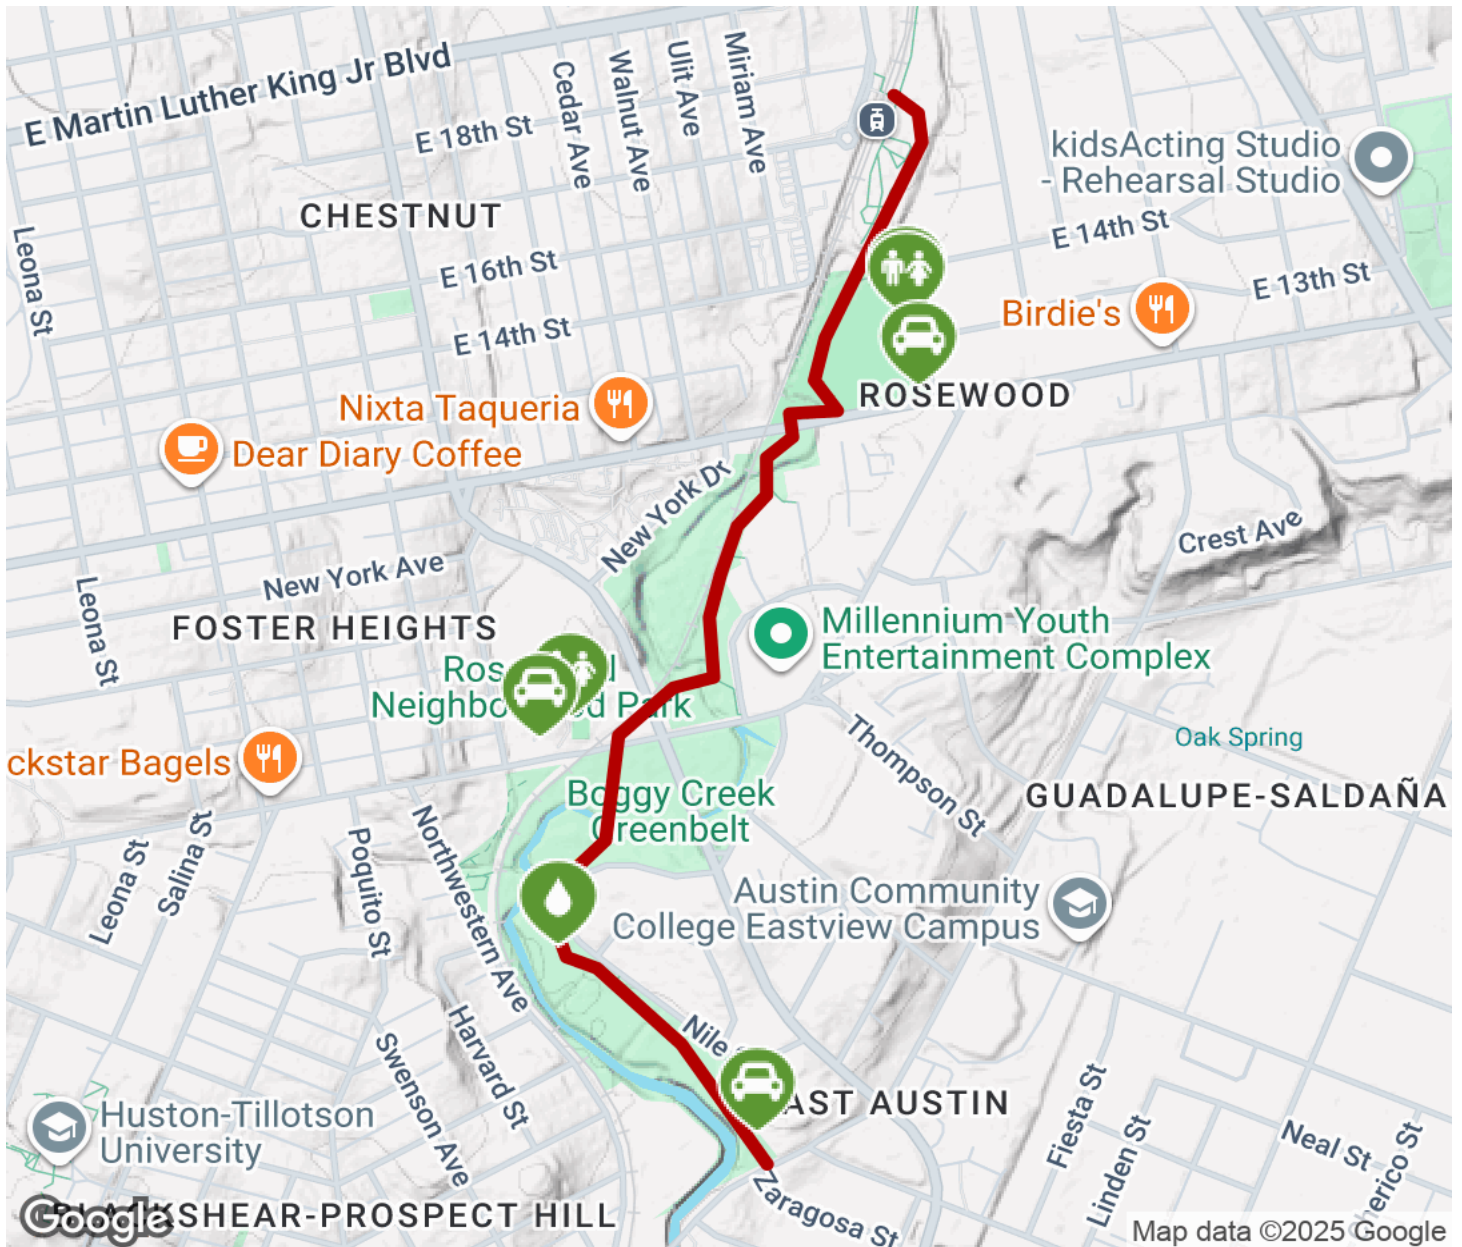 E Martin Luther King Jr Blvd
Cedar Ave
Walnut Ave
Ulit Ave
Miriam Ave
E 18th St
kidsActing Studio
- Rehearsal Studio
CHESTNUT
E 14th St
Leona St
E 16th St
E 13th St
Birdie's
E 14th St
ROSEWOOD
Nixta Taqueria
Dear Diary Coffee
New York Dr
Crest Ave
New York Ave
Leona St
FOSTER HEIGHTS
Millennium Youth
Entertainment Complex
Park
Thompson St
Oak Spring
ckstar Bagels
GUADALUPE-SALDAÑA
Boggy Creek
Greenbelt
Leona St
Salina St
Poquito St
Northwestern Ave
Austin Community
College Eastview Campus
Harvard St
Swenson Ave
Nile
AST AUSTIN
Huston-Tillotson
University
Fiesta St
Linden St
Neal St
herico St
Zaragosa St
Google
BLACKSHEAR-PROSPECT HILL
Map data ©2025 Google